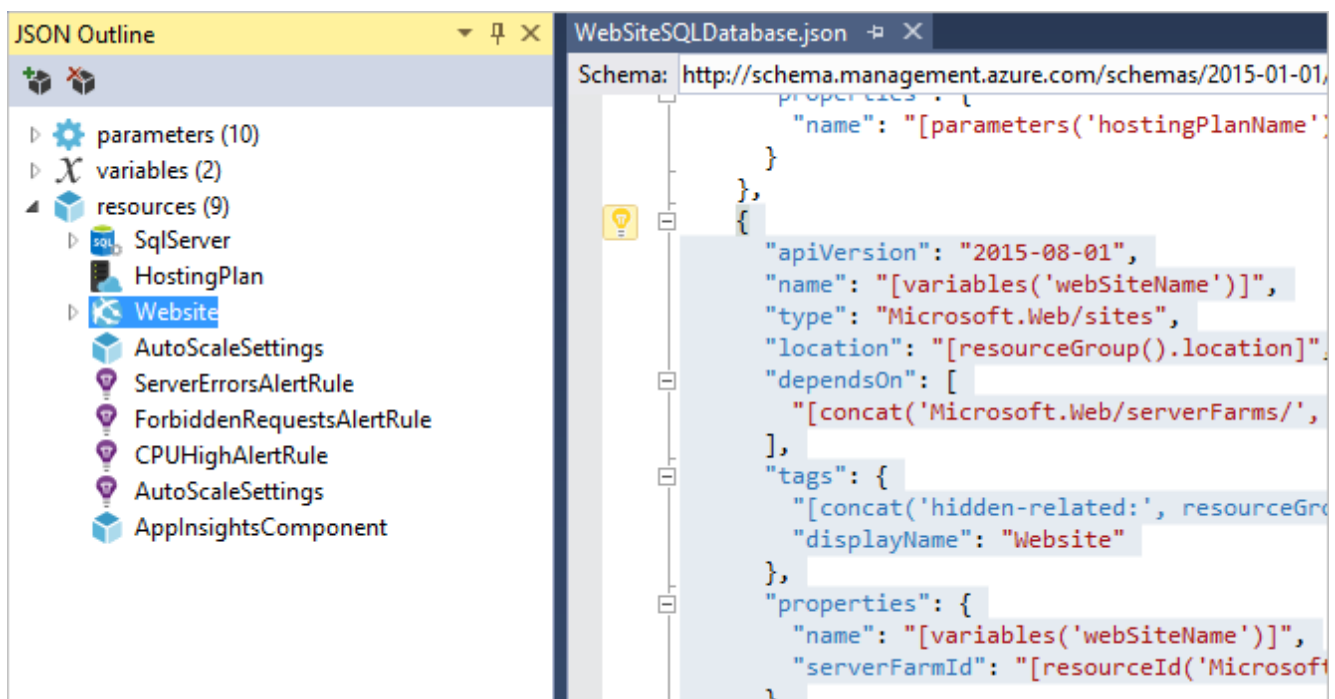 JSON Outline
parameters (10)
variables (2)
resources (9)
SqlServer
HostingPlan
Website
AutoScaleSettings
ServerErrorsAlertRule
ForbiddenRequestsAlertRule
CPUHighAlertRule
AutoScaleSettings
AppInsightsComponent
WebSiteSQLDatabase.json
Schema: http://schema.management.azure.com/schemas/2015-01-01/
properties : {
"name": "[parameters('hostingPlanName')
}
},
{
"apiVersion": "2015-08-01",
"name": "[variables('webSiteName')]",
"type": "Microsoft.Web/sites",
"location": "[resourceGroup().location]",
"dependsOn": [
"[concat('Microsoft.Web/serverFarms/',
],
"tags": {
"[concat('hidden-related:', resourceGro
"displayName": "Website"
},
"properties": {
"name": "[variables('webSiteName')]",
"serverFarmId": "[resourceId('Microsoft
}